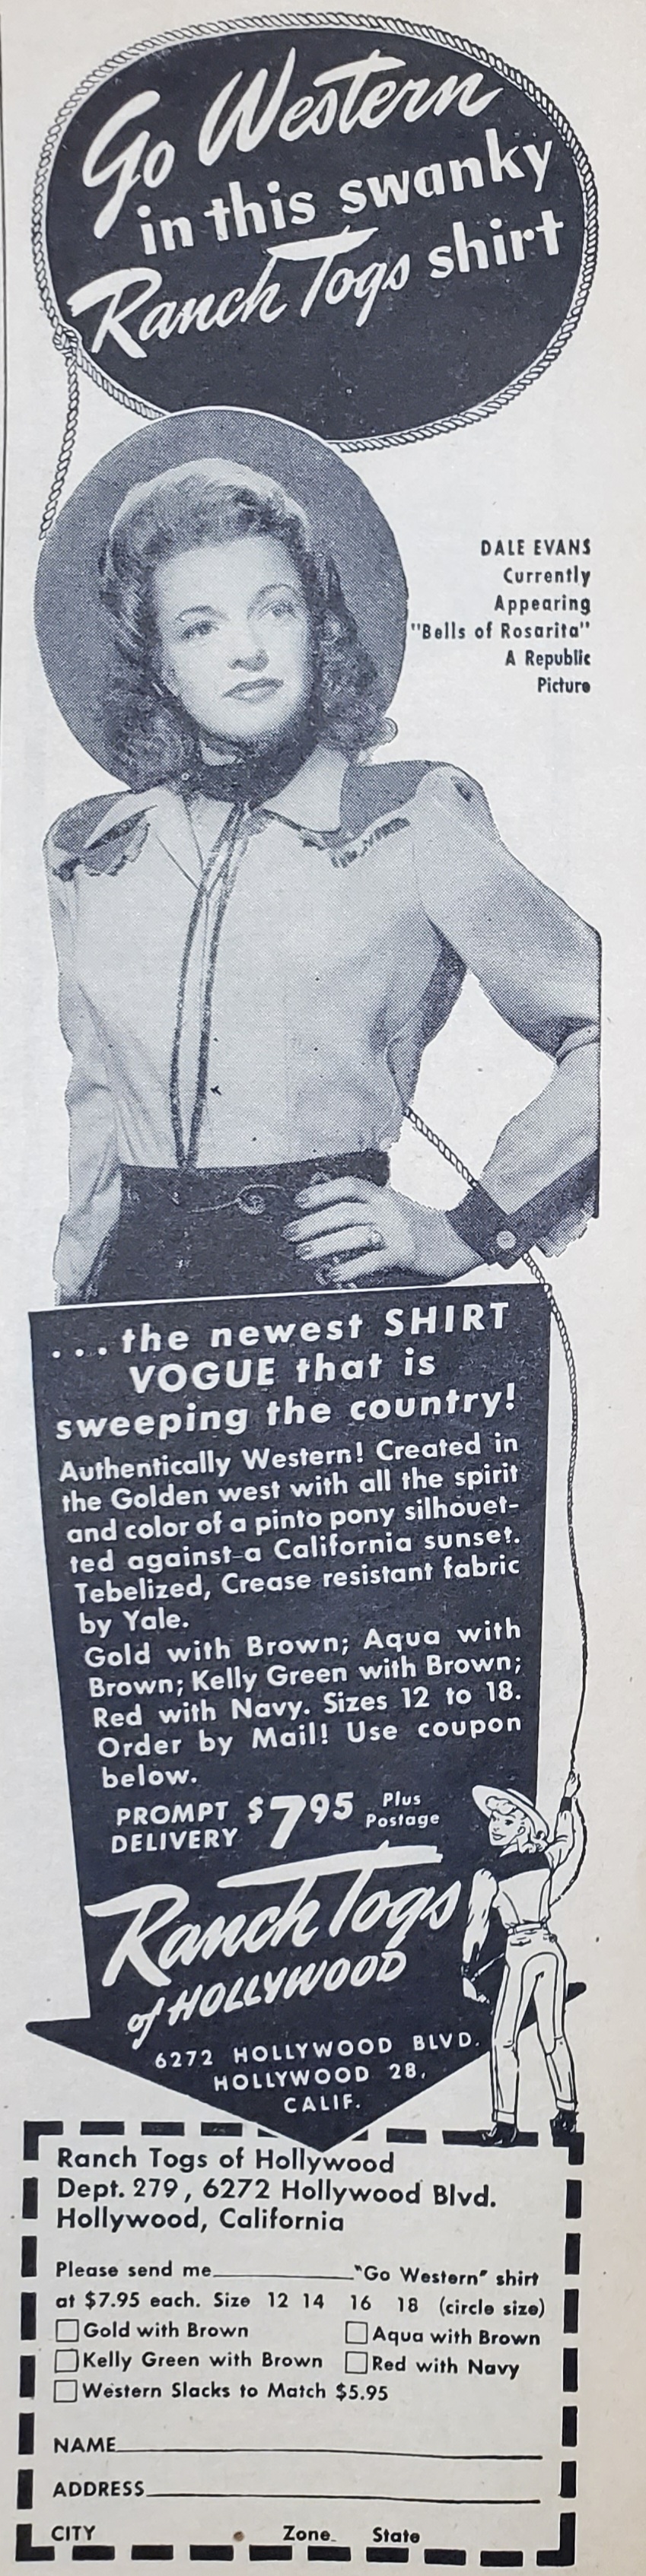 Go Western
in this swanky
Ranch Togs shirt
DALE EVANS
Currently
Appearing
"Bells of Rosarita"
A Republic
Picture
...the newest SHIRT
VOGUE that is
sweeping the country!
Authentically Western! Created in
the Golden west with all the spirit
and color of a pinto pony silhouet-
ted against a California sunset.
Tebelized, Crease resistant fabric
by Yale.
Gold with Brown; Aqua with
Brown; Kelly Green with Brown;
Red with Navy. Sizes 12 to 18.
Order by Mail! Use coupon
below.
PROMPT DELIVERY $7.95 Plus Postage
Ranch Togs
of HOLLYWOOD
6272 HOLLYWOOD BLVD.
HOLLYWOOD 28,
CALIF.
Ranch Togs of Hollywood
Dept. 279, 6272 Hollywood Blvd.
Hollywood, California
Please send me____________"Go Western" shirt
at $7.95 each. Size 12 14 16 18 (circle size)
Gold with Brown Aqua with Brown
Kelly Green with Brown Red with Navy
Western Slacks to Match $5.95
NAME
ADDRESS
CITY Zone State